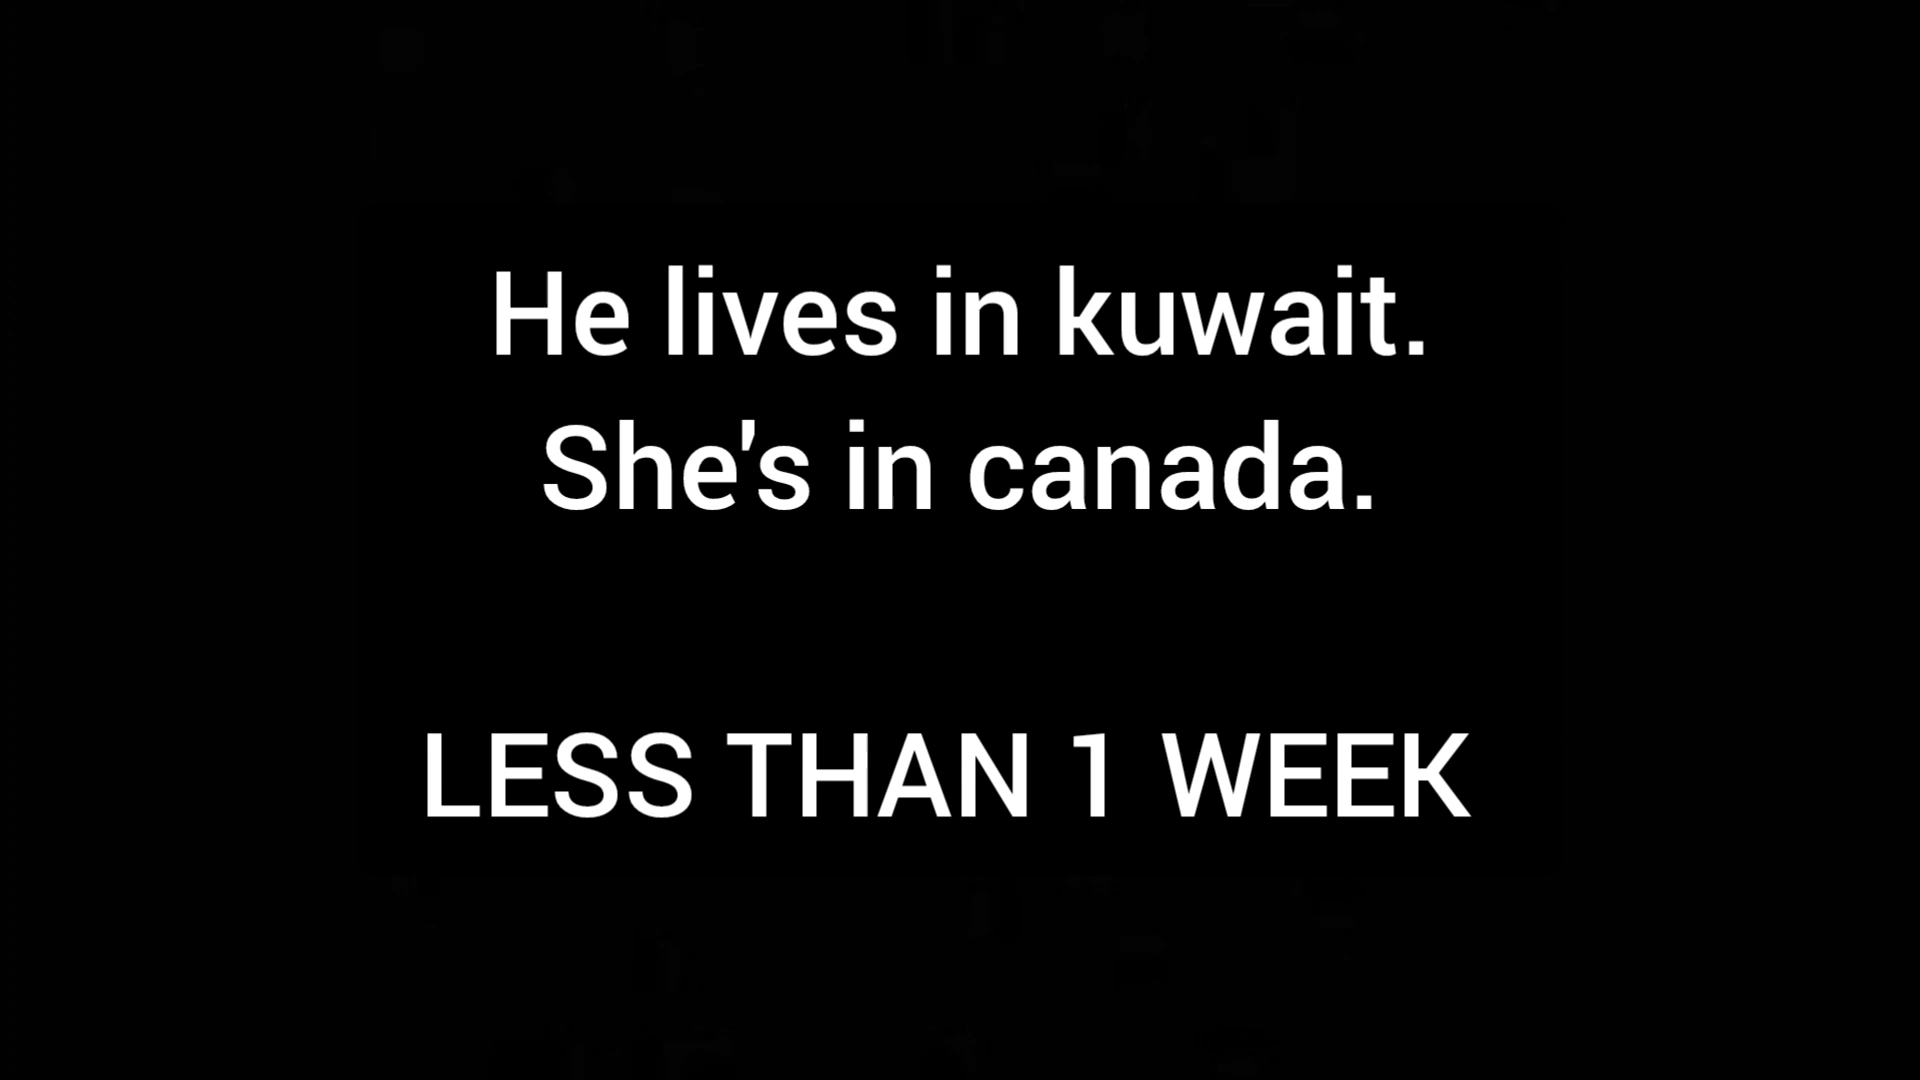 He lives in kuwait.
She's in canada.
LESS THAN 1 WEEK